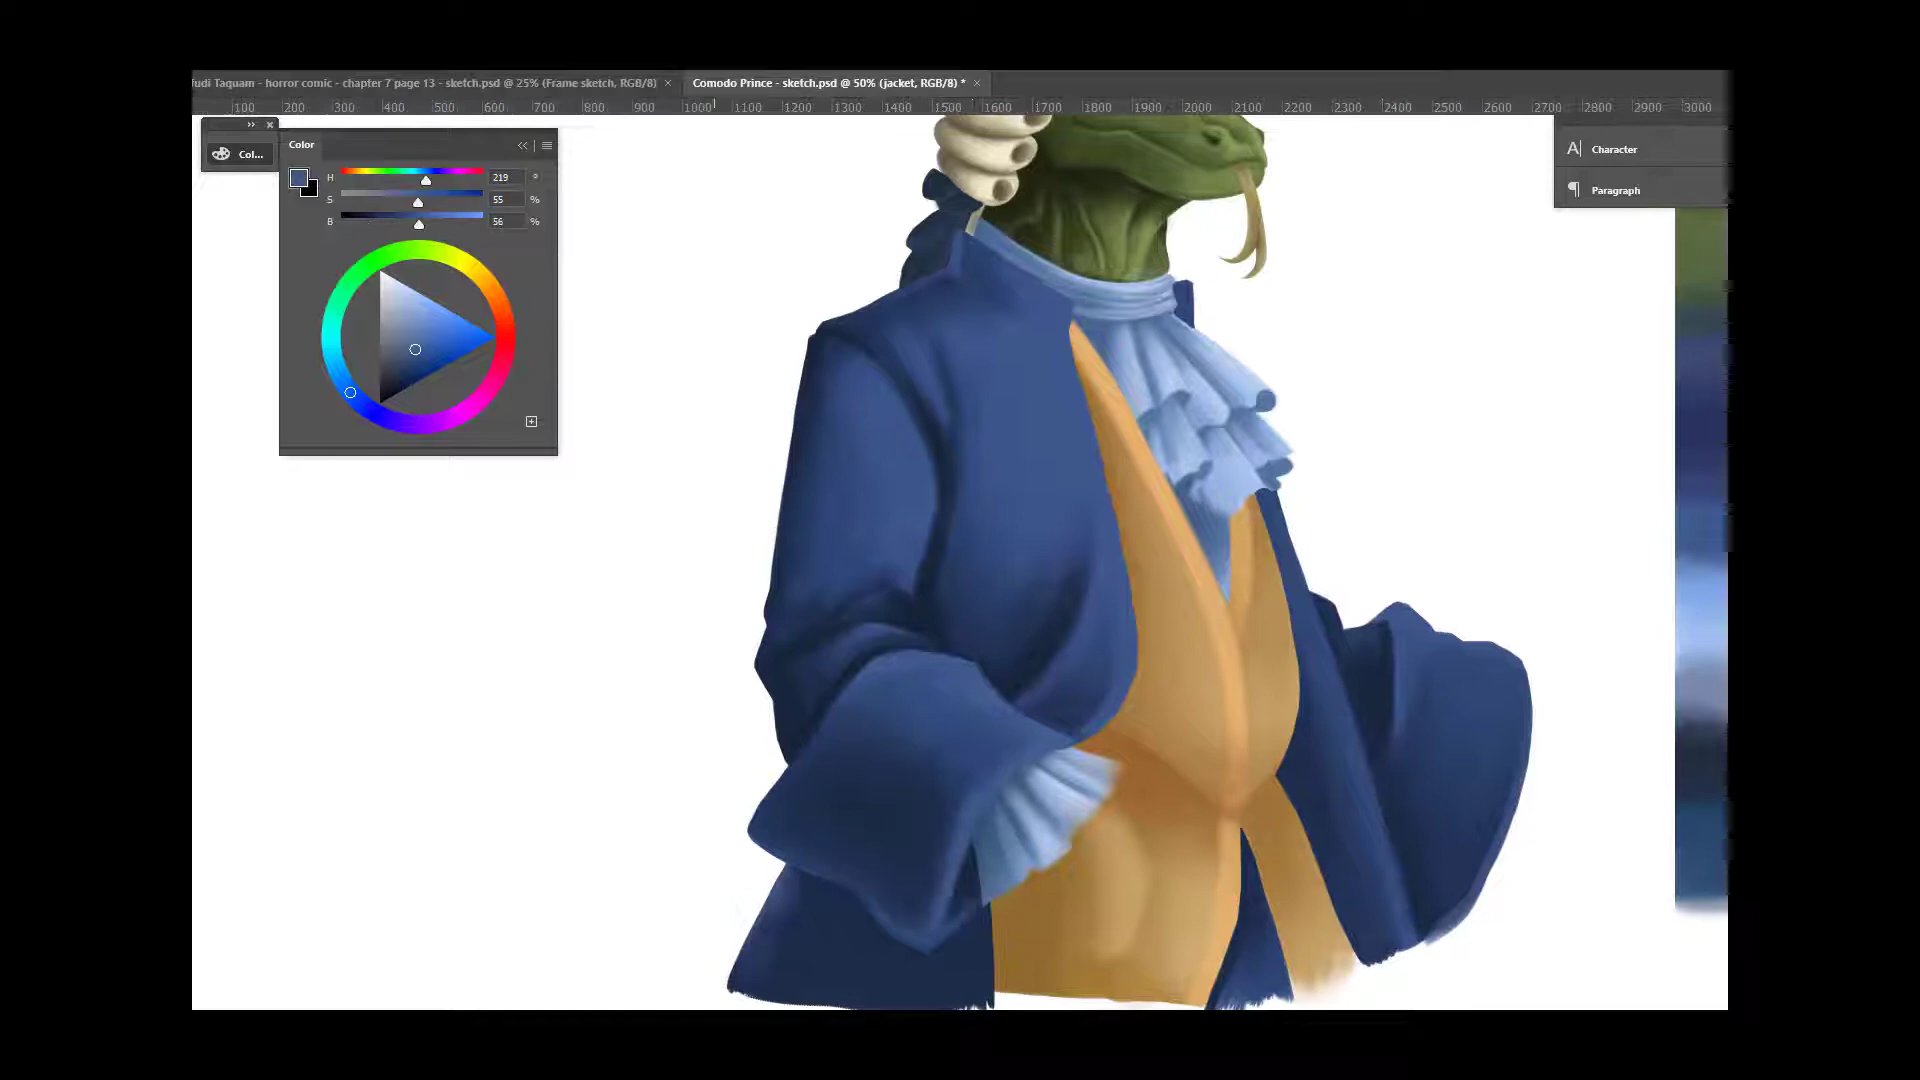 fudi Taquam - horror comic - chapter 7 page 13 - sketch.psd @ 25% (Frame sketch, RGB/8) ×
Comodo Prince - sketch.psd @ 50% (jacket, RGB/8) * ×
100 200 300 400 500 600 700 800 900 1000 1100 1200 1300 1400 1500 1600 1700 1800 1900 2000 2100 2200 2300 2400 2500 2600 2700 2800 2900 3000
Col...
Color
H 219 °
S 55 %
B 56 %
A| Character
¶ Paragraph